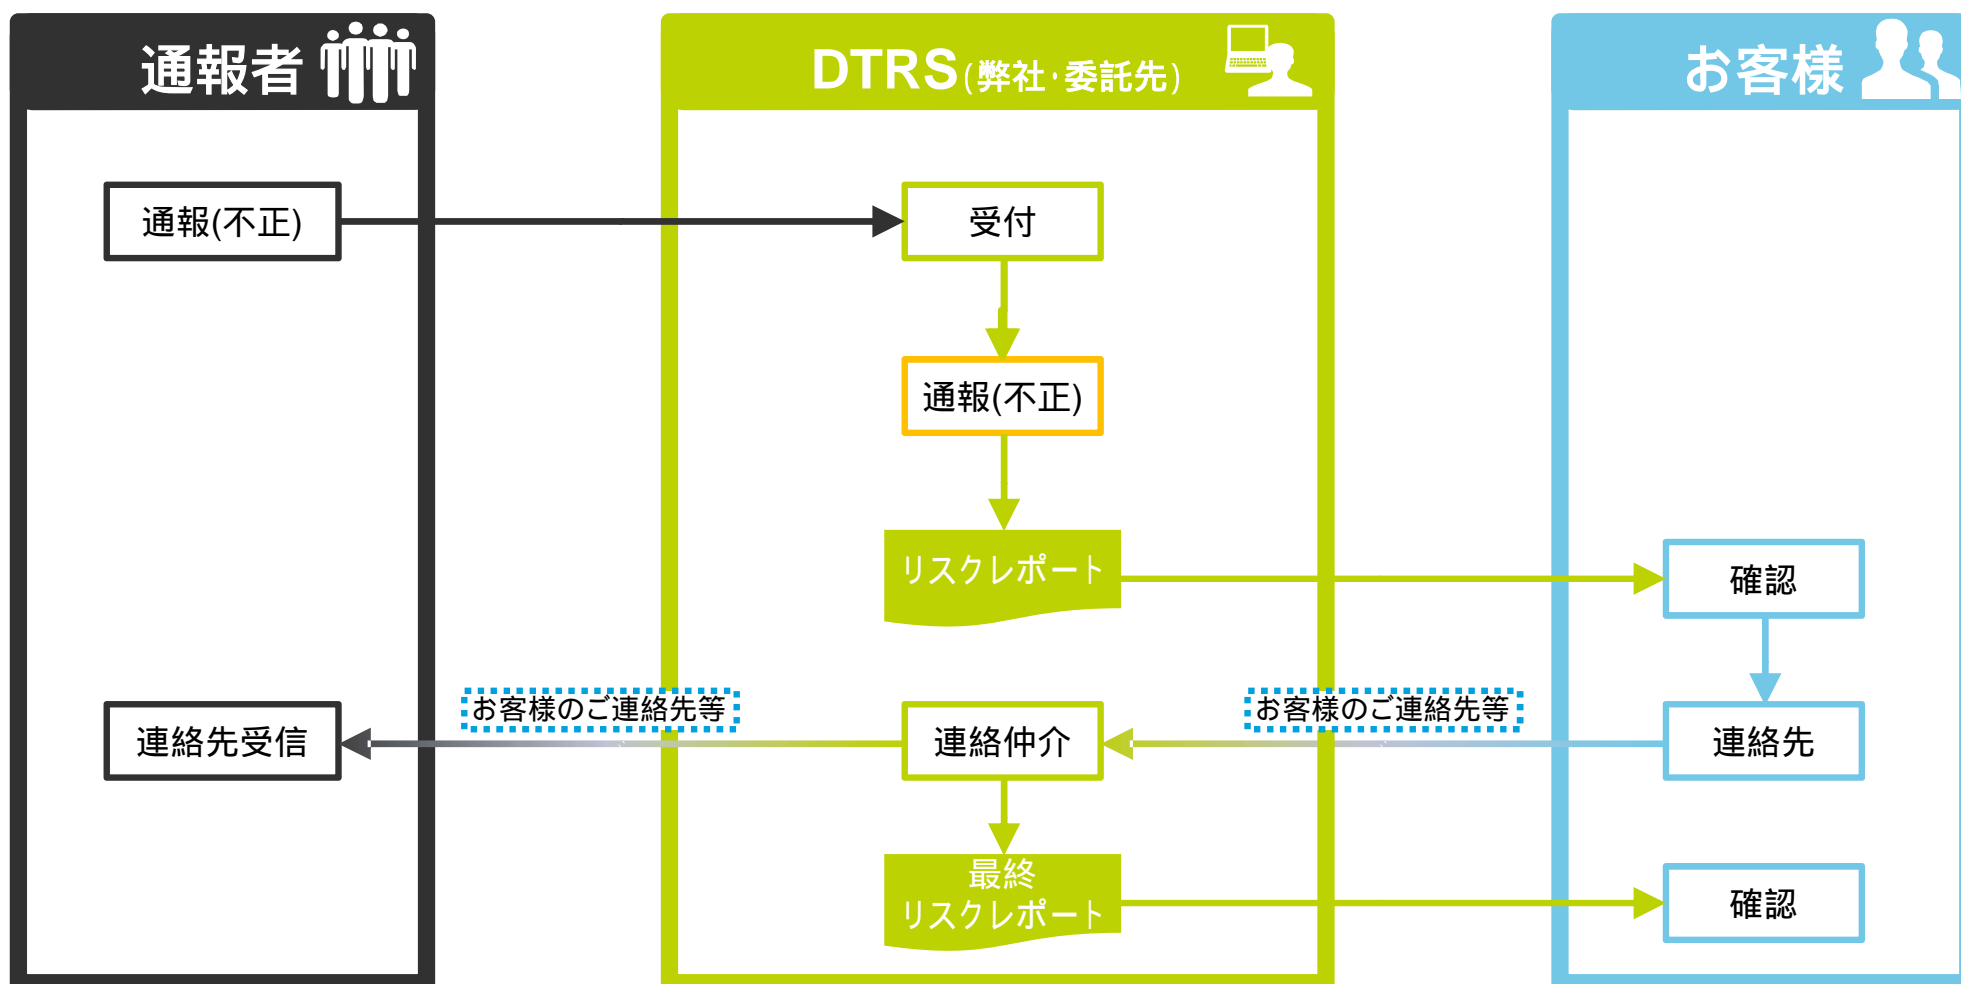 通報者
DTRS(弊社・委託先)
お客様
通報(不正)
受付
通報(不正)
リスクレポート
確認
お客様のご連絡先等
お客様のご連絡先等
連絡先受信
連絡仲介
連絡先
最終
リスクレポート
確認